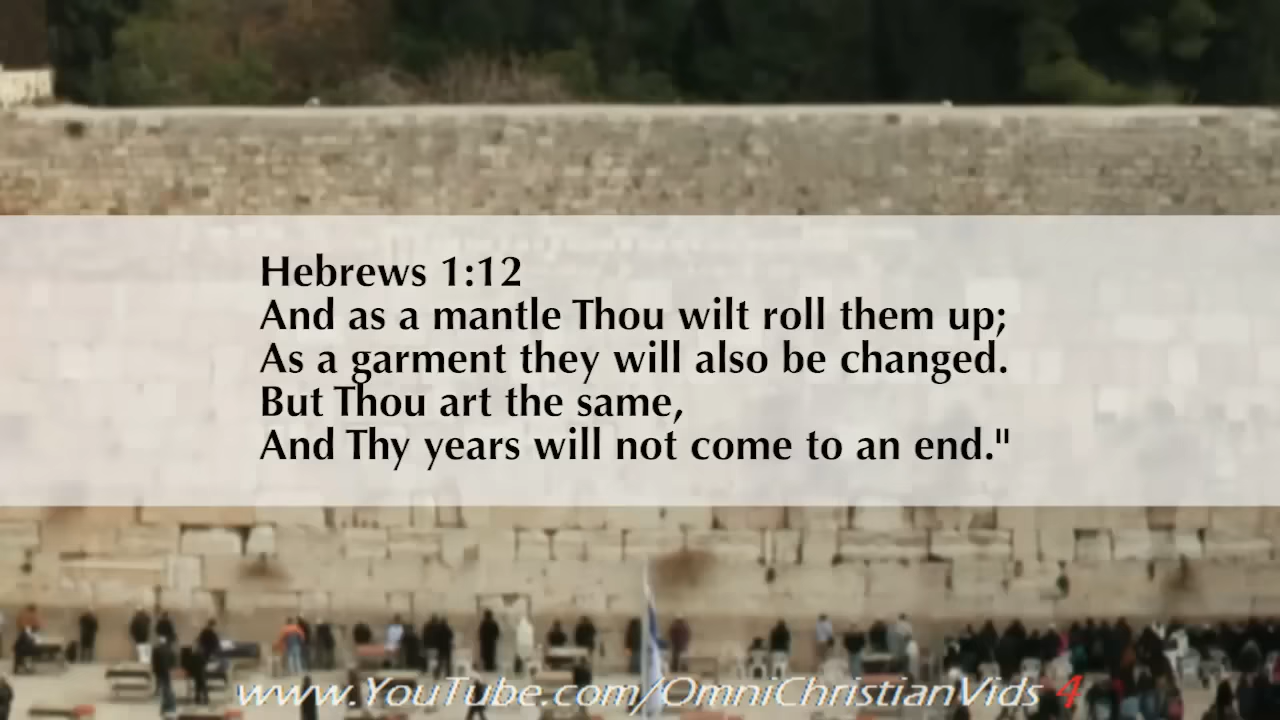 Hebrews 1:12
And as a mantle Thou wilt roll them up;
As a garment they will also be changed.
But Thou art the same,
And Thy years will not come to an end."
www.YouTube.com/OmniChristianVids 4